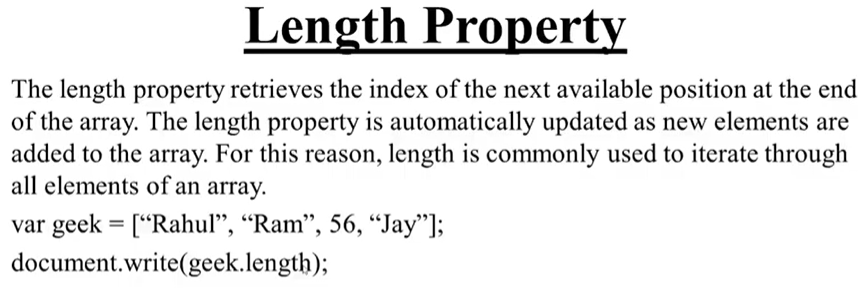 Length Property
The length property retrieves the index of the next available position at the end
of the array. The length property is automatically updated as new elements are
added to the array. For this reason, length is commonly used to iterate through
all elements of an array.
var geek = [“Rahul”, “Ram”, 56, “Jay”];
document.write(geek.length);